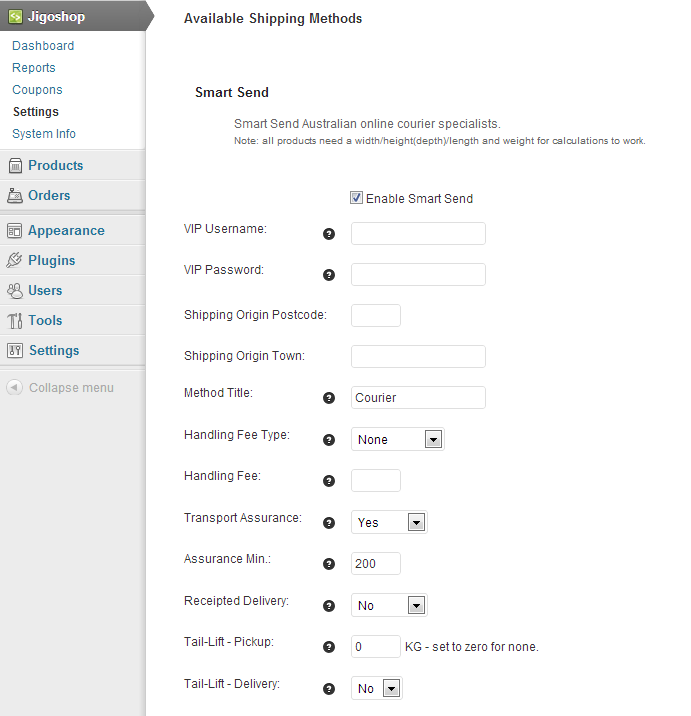 Jigoshop
Dashboard
Reports
Coupons
Settings
System Info
Products
Orders
Appearance
Plugins
Users
Tools
Settings
Collapse menu
Available Shipping Methods
Smart Send
Smart Send Australian online courier specialists.
Note: all products need a width/height(depth)/length and weight for calculations to work.
Enable Smart Send
VIP Username: ?
VIP Password: ?
Shipping Origin Postcode:
Shipping Origin Town:
Method Title: ? Courier
Handling Fee Type: ? None
Handling Fee: ?
Transport Assurance: ? Yes
Assurance Min.: ? 200
Receipted Delivery: ? No
Tail-Lift - Pickup: ? 0 KG - set to zero for none.
Tail-Lift - Delivery: ? No